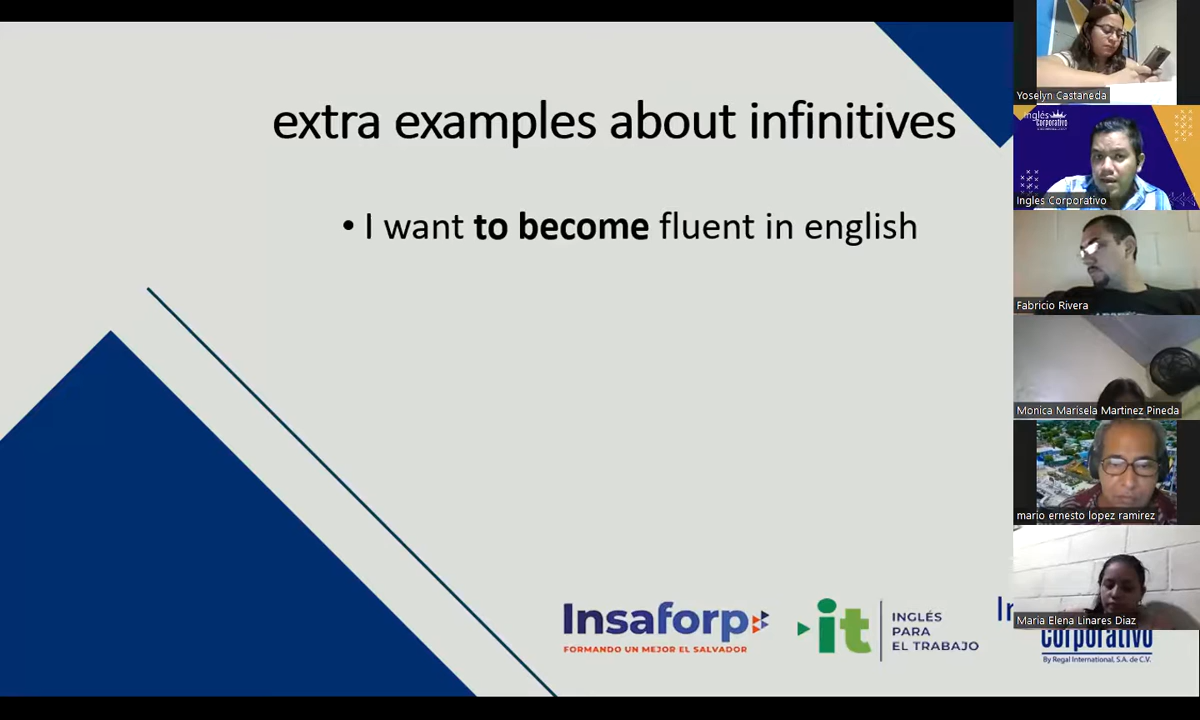 extra examples about infinitives
• I want to become fluent in english
Insaforp
FORMANDO UN MEJOR EL SALVADOR
it
INGLÉS
PARA
EL TRABAJO
corporativo
By Regal International, S.A. de C.V.
Yoselyn Castaneda
Inglés
corporativo
Ingles Corporativo
Fabricio Rivera
Monica Marisela Martinez Pineda
mario ernesto lopez ramirez
Maria Elena Linares Diaz